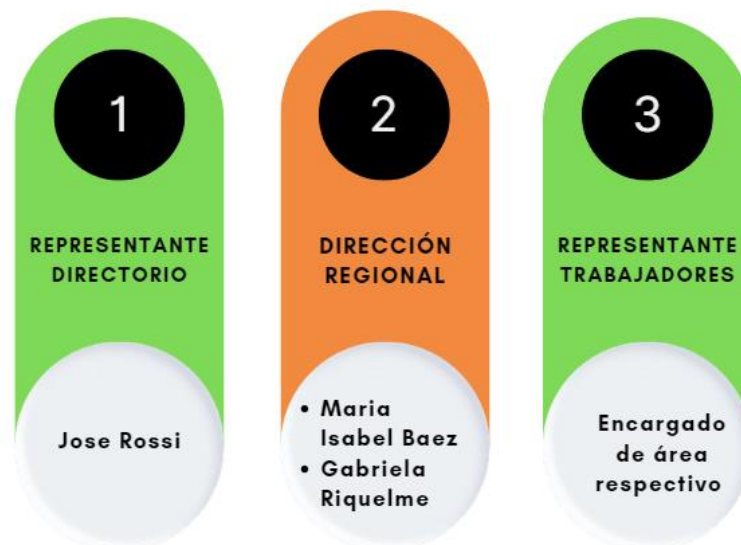 1
REPRESENTANTE
DIRECTORIO
Jose Rossi
2
DIRECCIÓN
REGIONAL
• Maria
Isabel Baez
• Gabriela
Riquelme
3
REPRESENTANTE
TRABAJADORES
Encargado
de área
respectivo